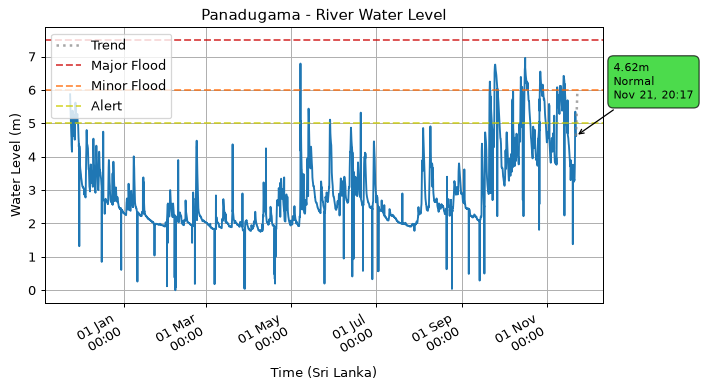 Panadugama - River Water Level
Trend
Major Flood
Minor Flood
Alert
4.62m
Normal
Nov 21, 20:17
Water Level (m)
7
6
5
4
3
2
1
0
01 Jan
00:00
01 Mar
00:00
01 May
00:00
01 Jul
00:00
01 Sep
00:00
01 Nov
00:00
Time (Sri Lanka)